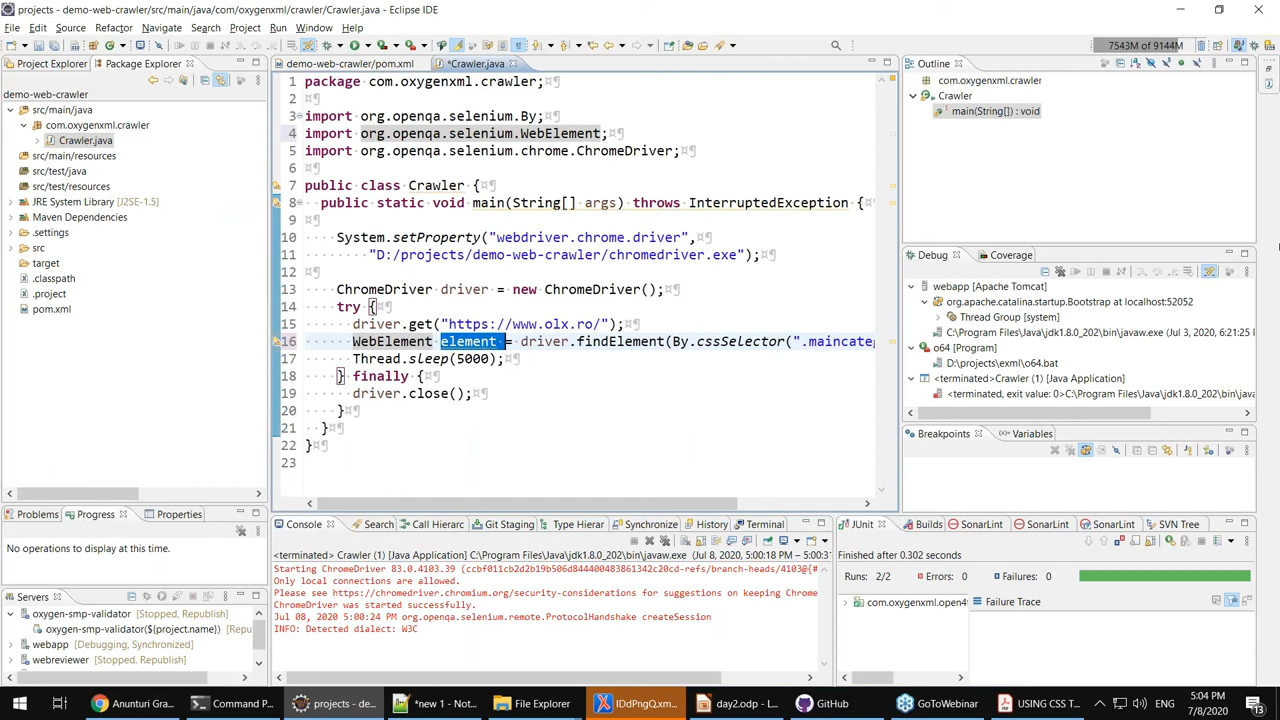 projects - demo-web-crawler/src/main/java/com/oxygenxml/crawler/Crawler.java - Eclipse IDE
File Edit Source Refactor Navigate Search Project Run Window Help
7543M of 9144M
Project Explorer Package Explorer
demo-web-crawler
src/main/java
com.oxygenxml.crawler
Crawler.java
src/main/resources
src/test/java
src/test/resources
JRE System Library [J2SE-1.5]
Maven Dependencies
.settings
src
target
.classpath
.project
pom.xml
demo-web-crawler/pom.xml *Crawler.java
1 package com.oxygenxml.crawler;
2
3 import org.openqa.selenium.By;
4 import org.openqa.selenium.WebElement;
5 import org.openqa.selenium.chrome.ChromeDriver;
6
7 public class Crawler {
8 public static void main(String[] args) throws InterruptedException {
9
10 System.setProperty("webdriver.chrome.driver",
11 "D:/projects/demo-web-crawler/chromedriver.exe");
12
13 ChromeDriver driver = new ChromeDriver();
14 try {
15 driver.get("https://www.olx.ro/");
16 WebElement element = driver.findElement(By.cssSelector(".maincateg
17 Thread.sleep(5000);
18 } finally {
19 driver.close();
20 }
21 }
22 }
23
Outline
com.oxygenxml.crawler
Crawler
main(String[]) : void
Debug Coverage
webapp [Apache Tomcat]
org.apache.catalina.startup.Bootstrap at localhost:52052
Thread Group [system]
C:\Program Files\Java\jdk1.8.0_202\bin\javaw.exe (Jul 3, 2020, 6:21:25
o64 [Program]
D:\projects\exml\o64.bat
<terminated>Crawler (1) [Java Application]
<terminated, exit value: 0>C:\Program Files\Java\jdk1.8.0_202\bin
Breakpoints Variables
Problems Progress Properties
No operations to display at this time.
Servers
oxygen-smp-validator [Stopped, Republish]
oxygen-smp-validator(${project.name}) [Repu
webapp [Debugging, Synchronized]
webreviewer [Stopped, Republish]
Console Search Call Hierarc Git Staging Type Hierar Synchronize History Terminal
<terminated> Crawler (1) [Java Application] C:\Program Files\Java\jdk1.8.0_202\bin\javaw.exe (Jul 8, 2020, 5:00:18 PM – 5:00:3
Starting ChromeDriver 83.0.4103.39 (ccbf011cb2d2b19b506d844400483861342c20cd-refs/branch-heads/4103@{#
Only local connections are allowed.
Please see https://chromedriver.chromium.org/security-considerations for suggestions on keeping Chrome
ChromeDriver was started successfully.
Jul 08, 2020 5:00:24 PM org.openqa.selenium.remote.ProtocolHandshake createSession
INFO: Detected dialect: W3C
JUnit Builds SonarLint SonarLint SonarLint SVN Tree
Finished after 0.302 seconds
Runs: 2/2 Errors: 0 Failures: 0
com.oxygenxml.open4 Failure Trace
Anunturi Gra... Command P... projects - de... *new 1 - Not... File Explorer IDdPngQ.xm... day2.odp - L... GitHub GoToWebinar USING CSS T...
5:04 PM
7/8/2020
13